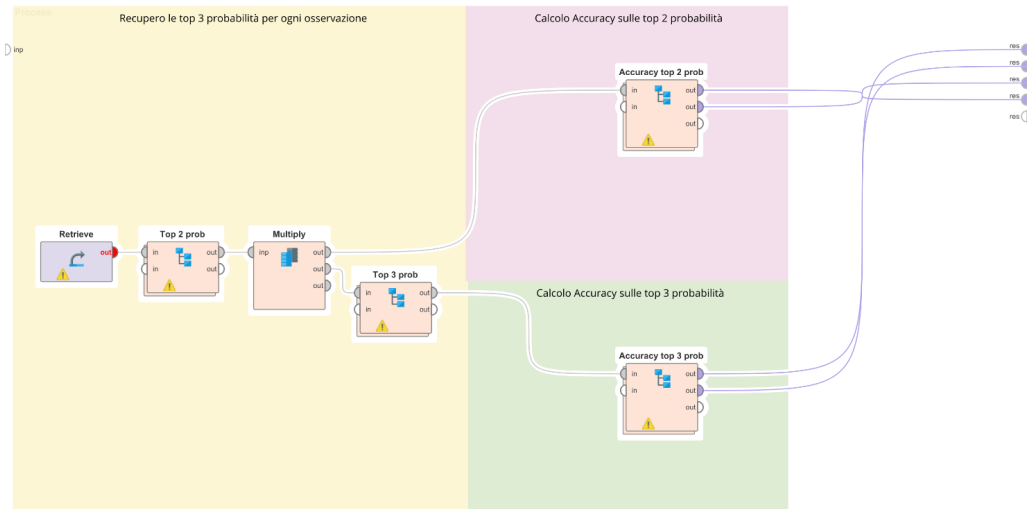 Process
Recupero le top 3 probabilità per ogni osservazione
Calcolo Accuracy sulle top 2 probabilità
inp
res
res
res
res
res
Accuracy top 2 prob
in
out
in
out
out
Retrieve
out
Top 2 prob
in
out
in
out
Multiply
inp
out
out
out
Top 3 prob
in
out
in
out
Calcolo Accuracy sulle top 3 probabilità
Accuracy top 3 prob
in
out
in
out
out